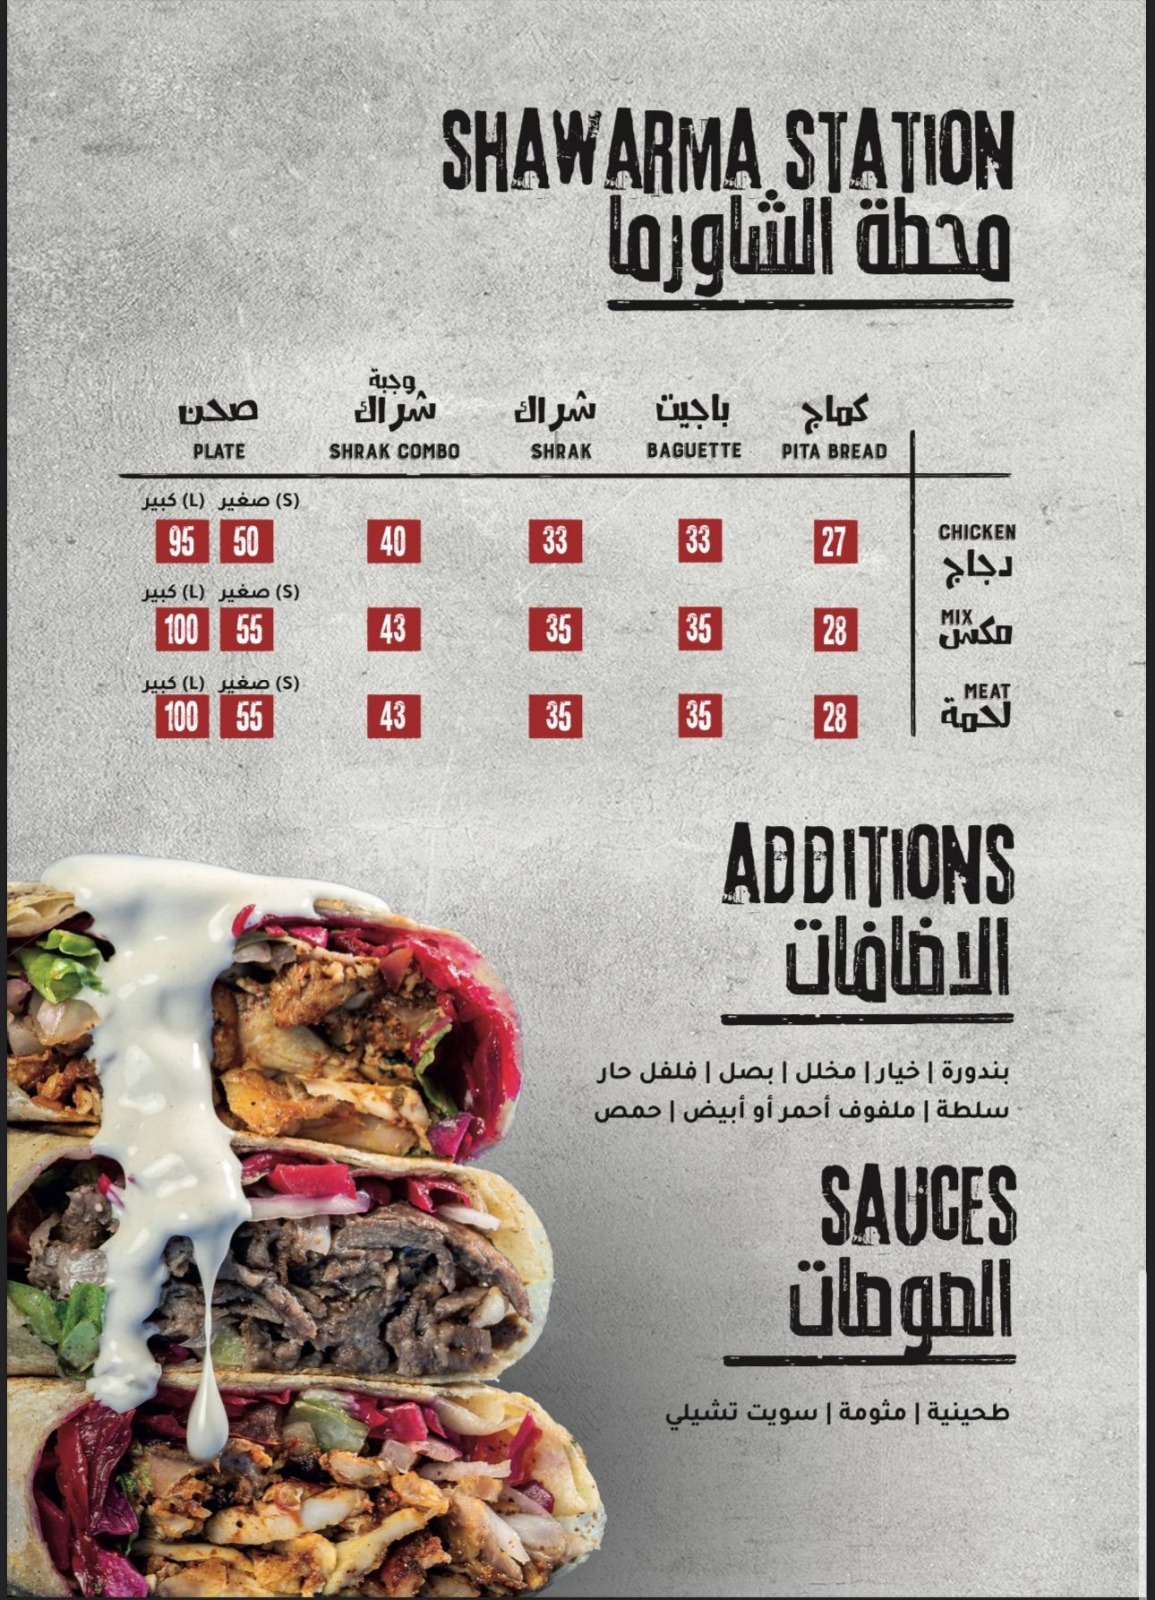 SHAWARMA STATION
محطة الشاورما
كماج باجيت شراك وجبة شراك صحن
PITA BREAD BAGUETTE SHRAK SHRAK COMBO PLATE
صغير (S) كبير (L)
CHICKEN
دجاج
27 33 33 40 50 95
صغير (S) كبير (L)
MIX
مكس
28 35 35 43 55 100
صغير (S) كبير (L)
MEAT
لحمة
28 35 35 43 55 100
ADDITIONS
الاضافات
بندورة | خيار | مخلل | بصل | فلفل حار
سلطة | ملفوف أحمر أو أبيض | حمص
SAUCES
الصوصات
طحينية | مثومة | سويت تشيلي